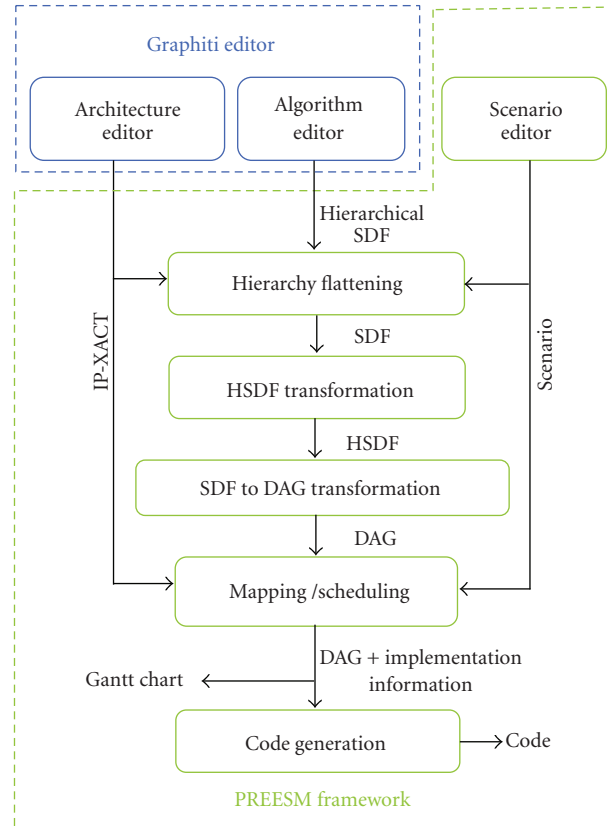 Graphiti editor
Architecture
editor
Algorithm
editor
Scenario
editor
Hierarchical
SDF
Hierarchy flattening
IP-XACT
SDF
Scenario
HSDF transformation
HSDF
SDF to DAG transformation
DAG
Mapping /scheduling
DAG + implementation
information
Gantt chart
Code generation
Code
PREESM framework